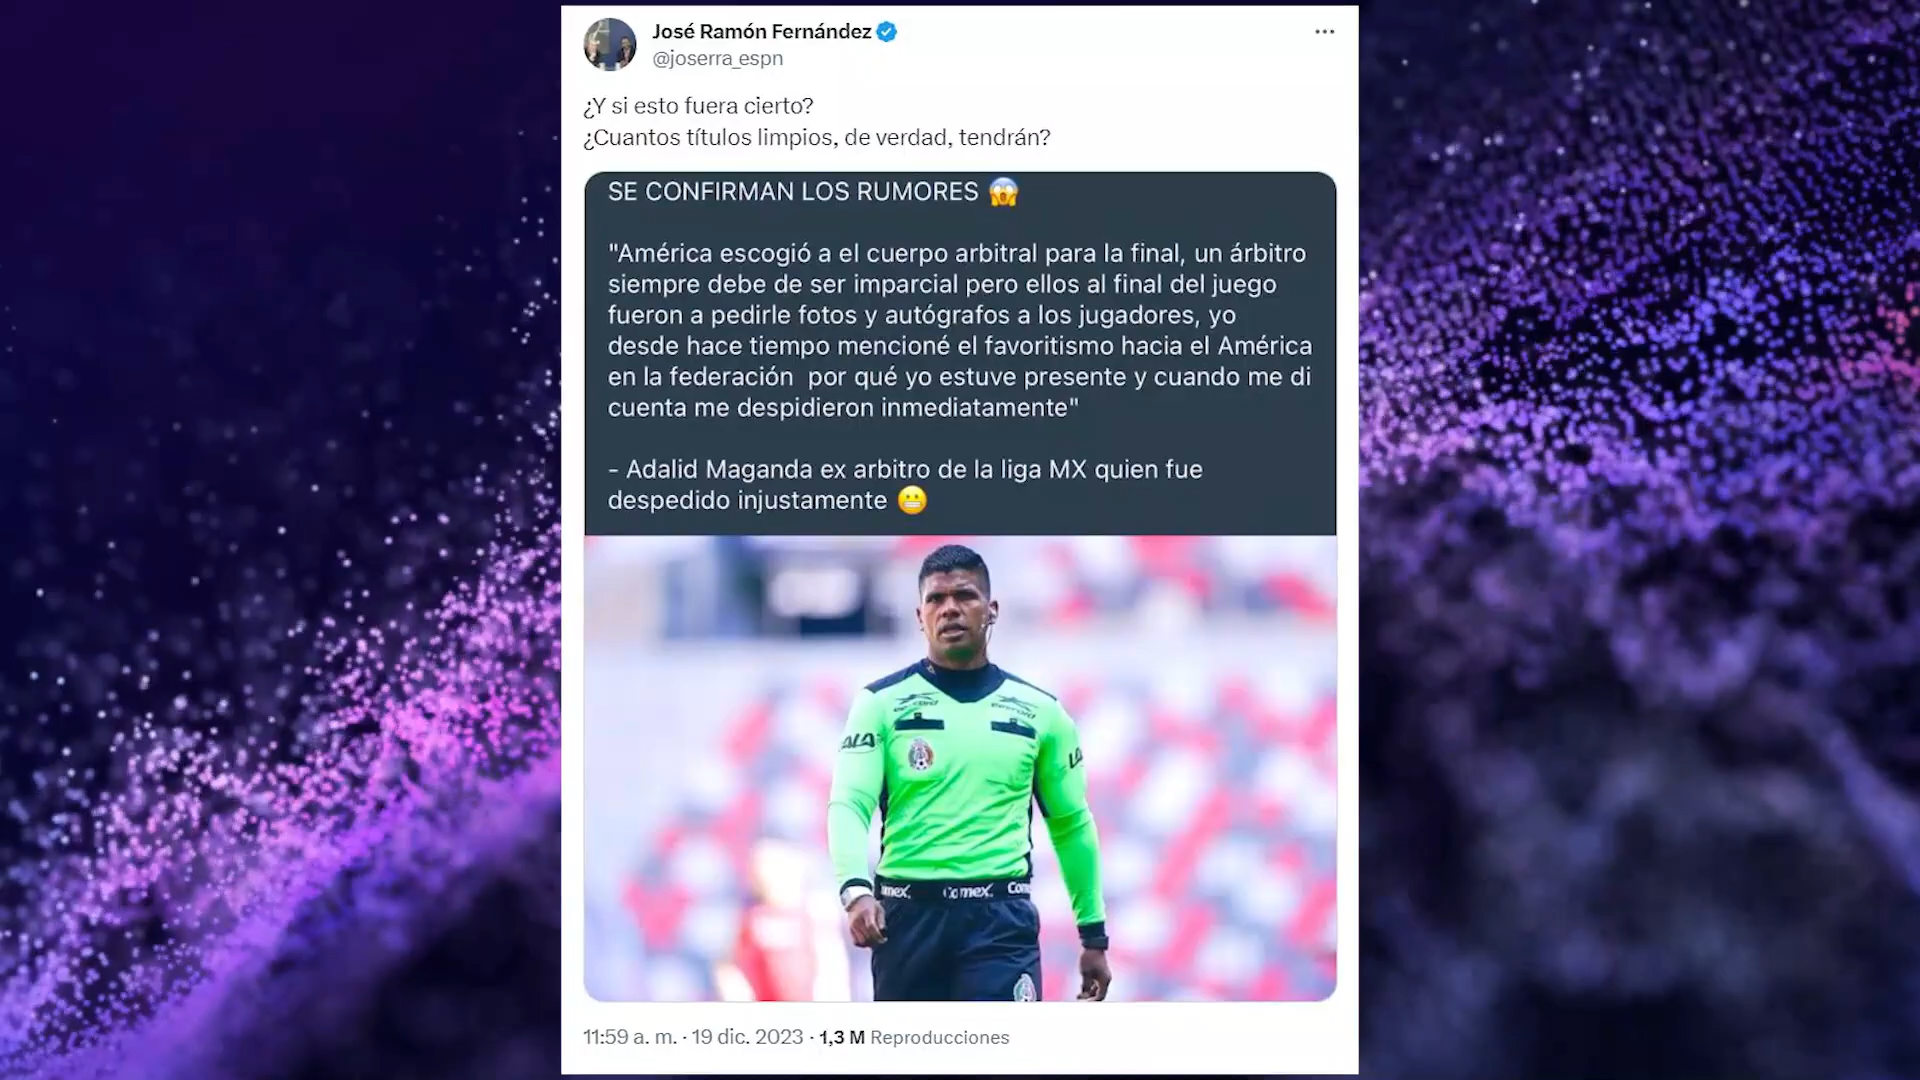 José Ramón Fernández
@joserra_espn
¿Y si esto fuera cierto?
¿Cuantos títulos limpios, de verdad, tendrán?
SE CONFIRMAN LOS RUMORES 😱
"América escogió a el cuerpo arbitral para la final, un árbitro
siempre debe de ser imparcial pero ellos al final del juego
fueron a pedirle fotos y autógrafos a los jugadores, yo
desde hace tiempo mencioné el favoritismo hacia el América
en la federación  por qué yo estuve presente y cuando me di
cuenta me despidieron inmediatamente"
- Adalid Maganda ex arbitro de la liga MX quien fue
despedido injustamente 😬
ALA
LA
Comex
11:59 a. m. · 19 dic. 2023 · 1,3 M Reproducciones